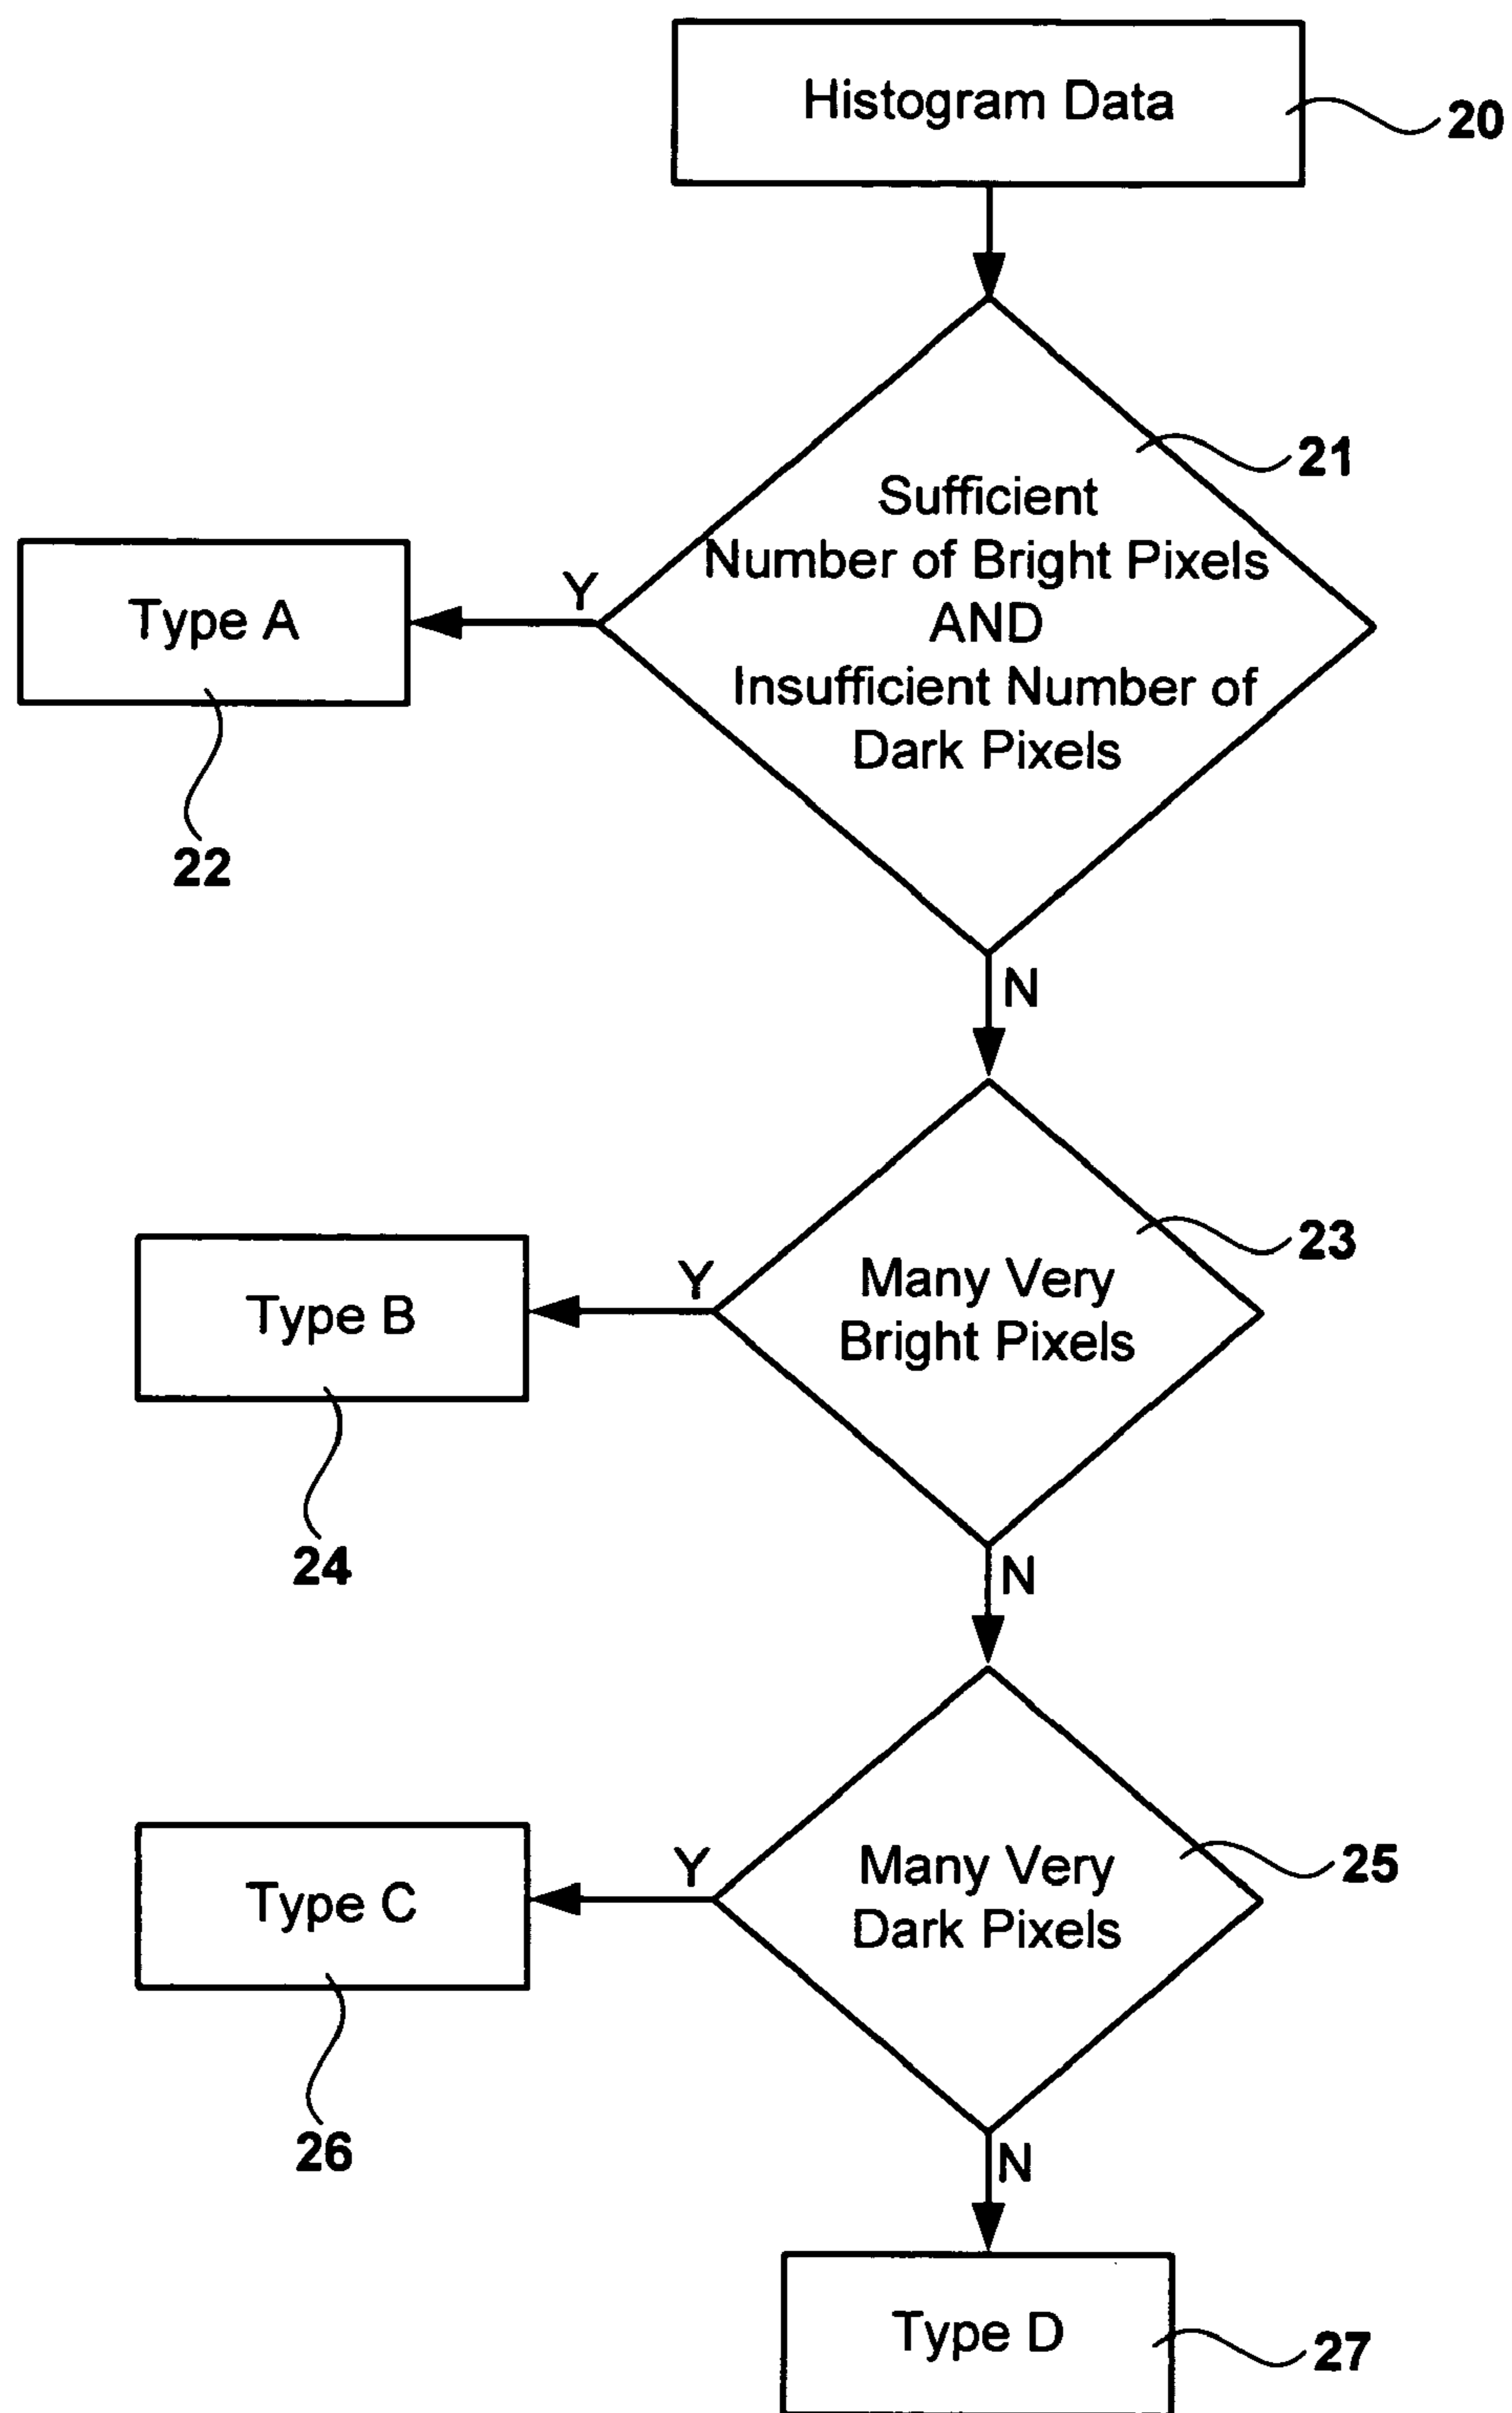 Histogram Data
20
21
Sufficient
Number of Bright Pixels
AND
Insufficient Number of
Dark Pixels
Y
Type A
22
N
23
Many Very
Bright Pixels
Y
Type B
24
N
25
Many Very
Dark Pixels
Y
Type C
26
N
Type D
27